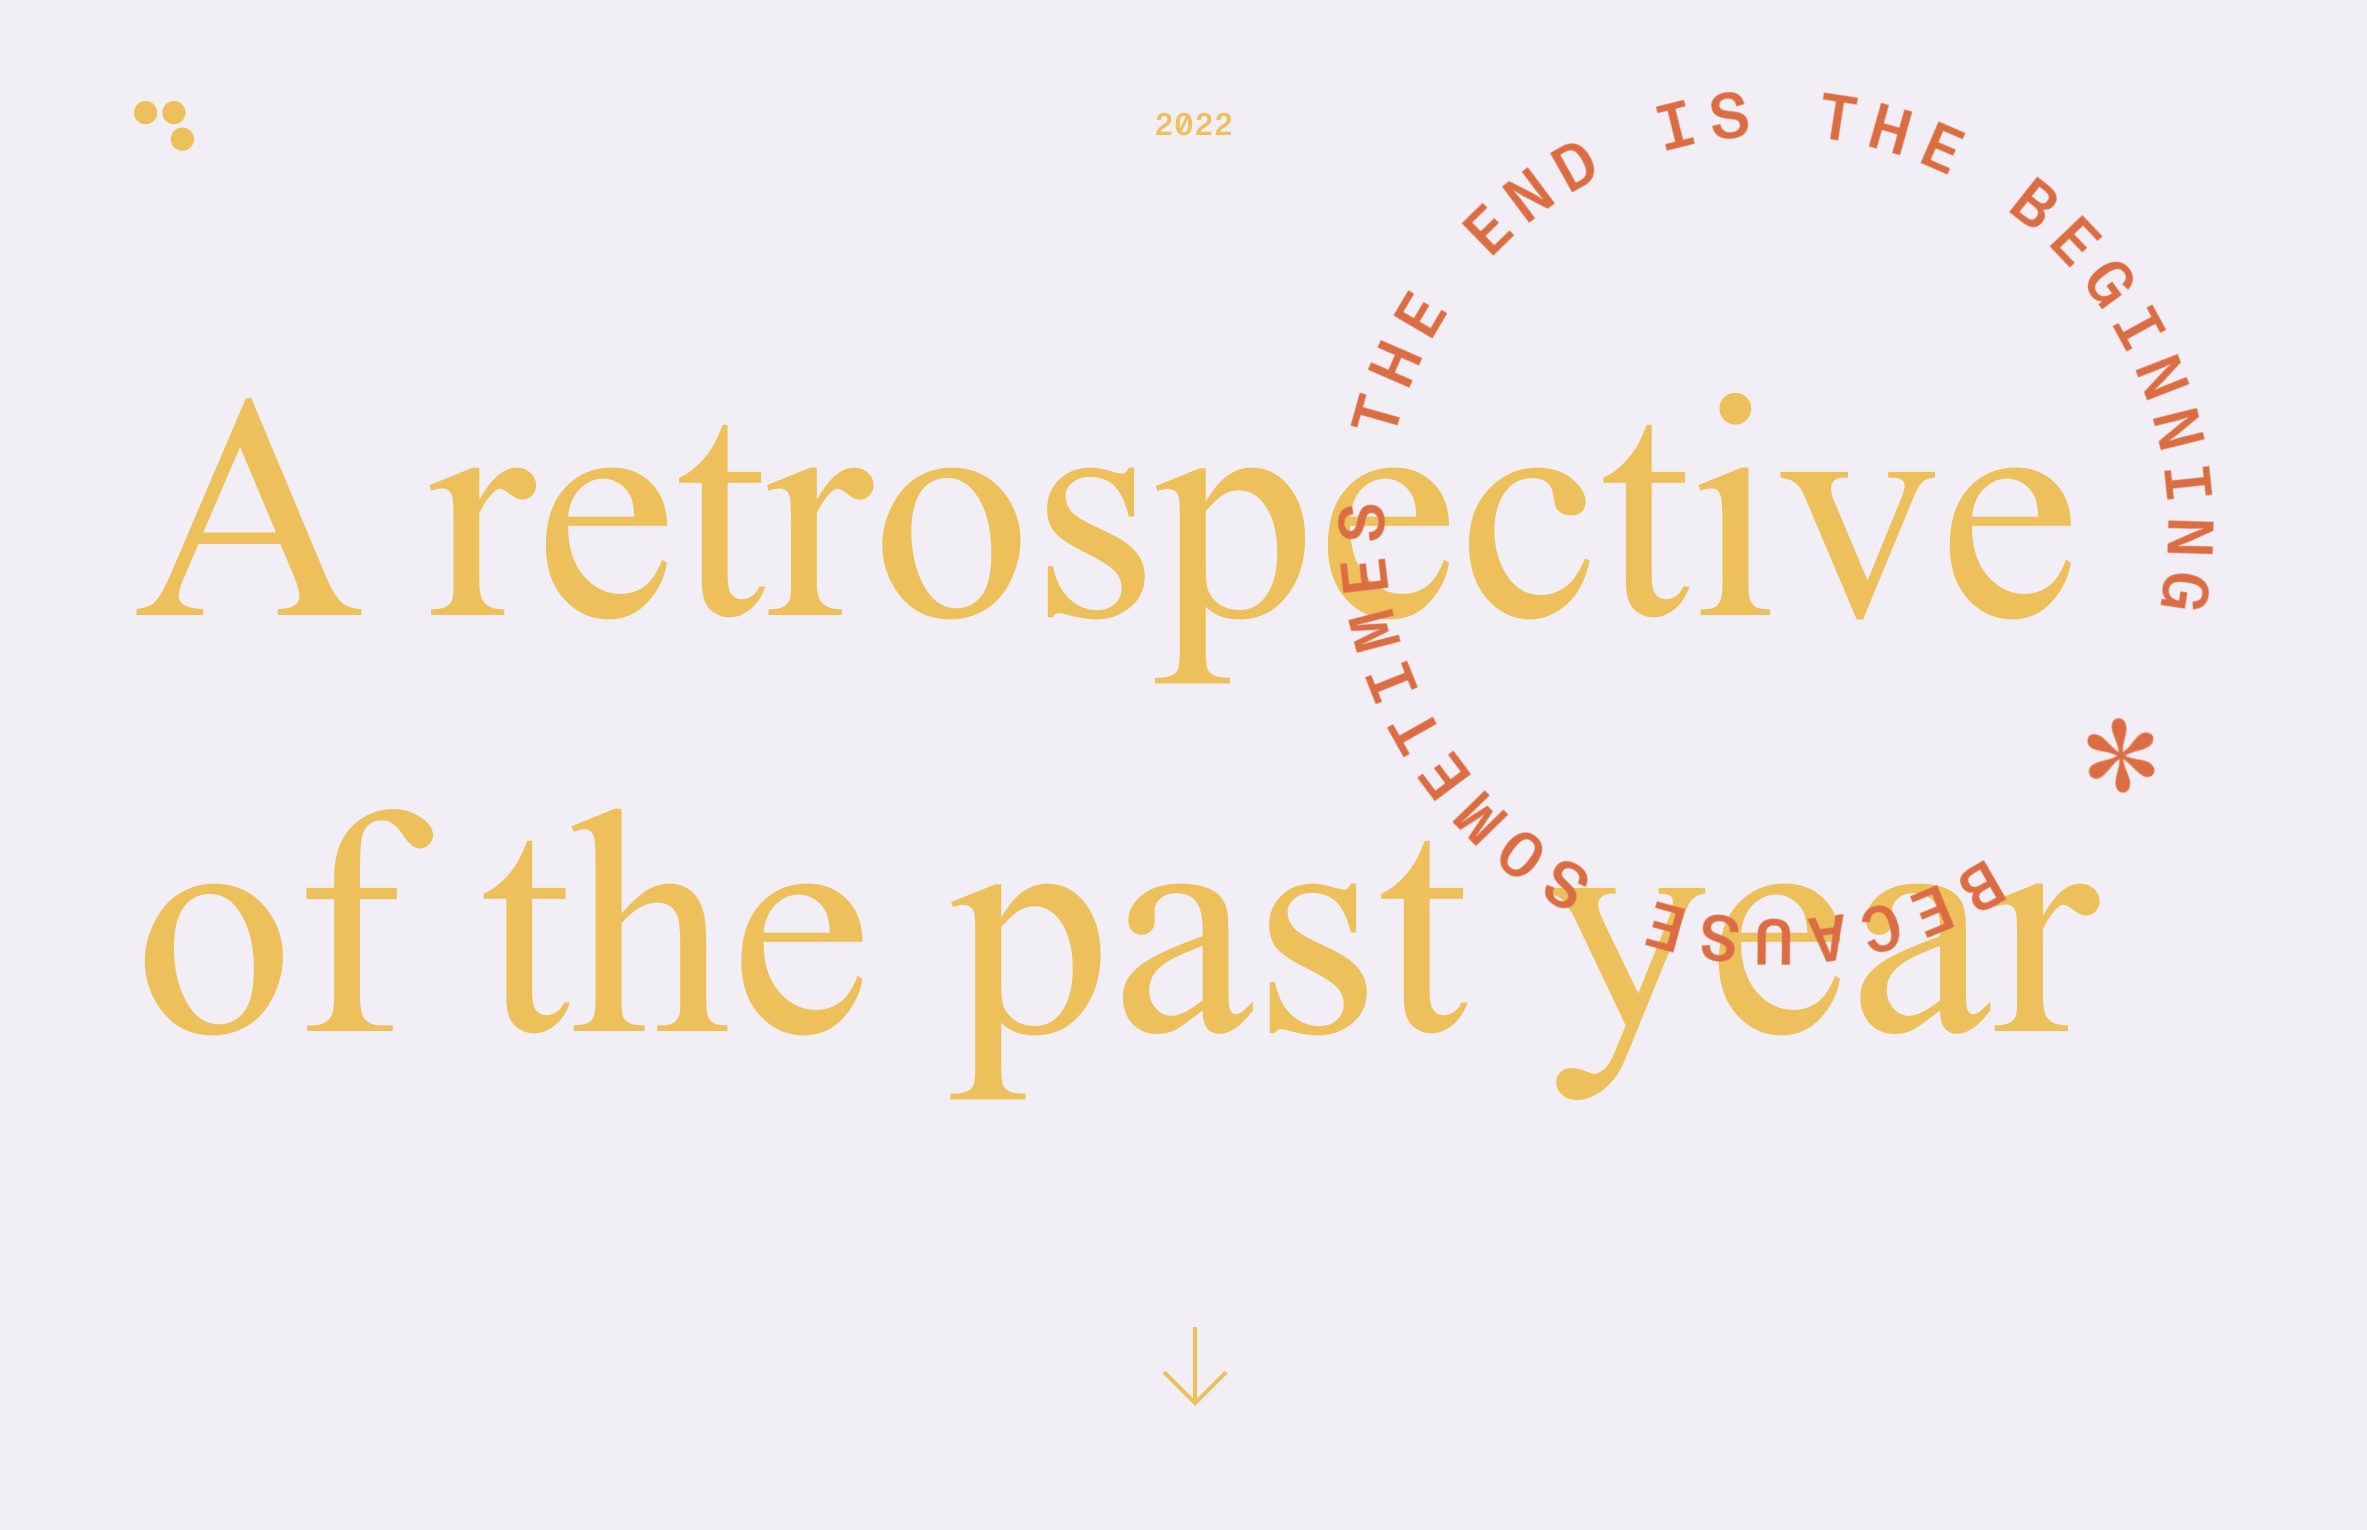 2022
A retrospective
of the past year
BECAUSE SOMETIMES THE END IS THE BEGINNING *